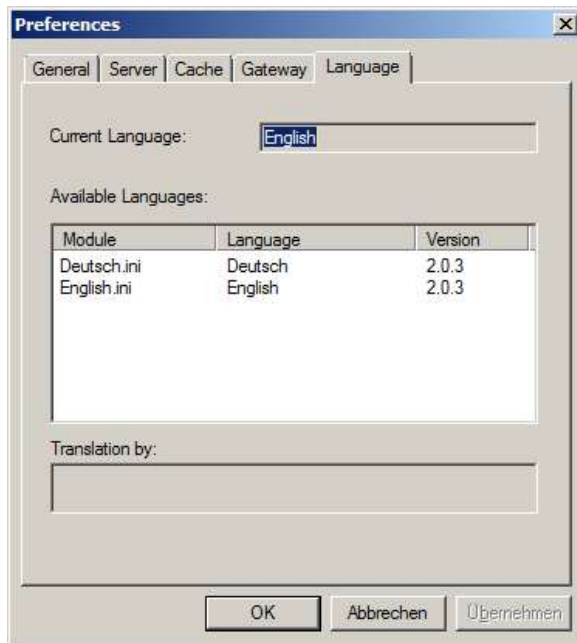 Preferences
General Server Cache Gateway Language
Current Language: English
Available Languages:
Module Language Version
Deutsch.ini Deutsch 2.0.3
English.ini English 2.0.3
Translation by:
OK Abbrechen Übernehmen